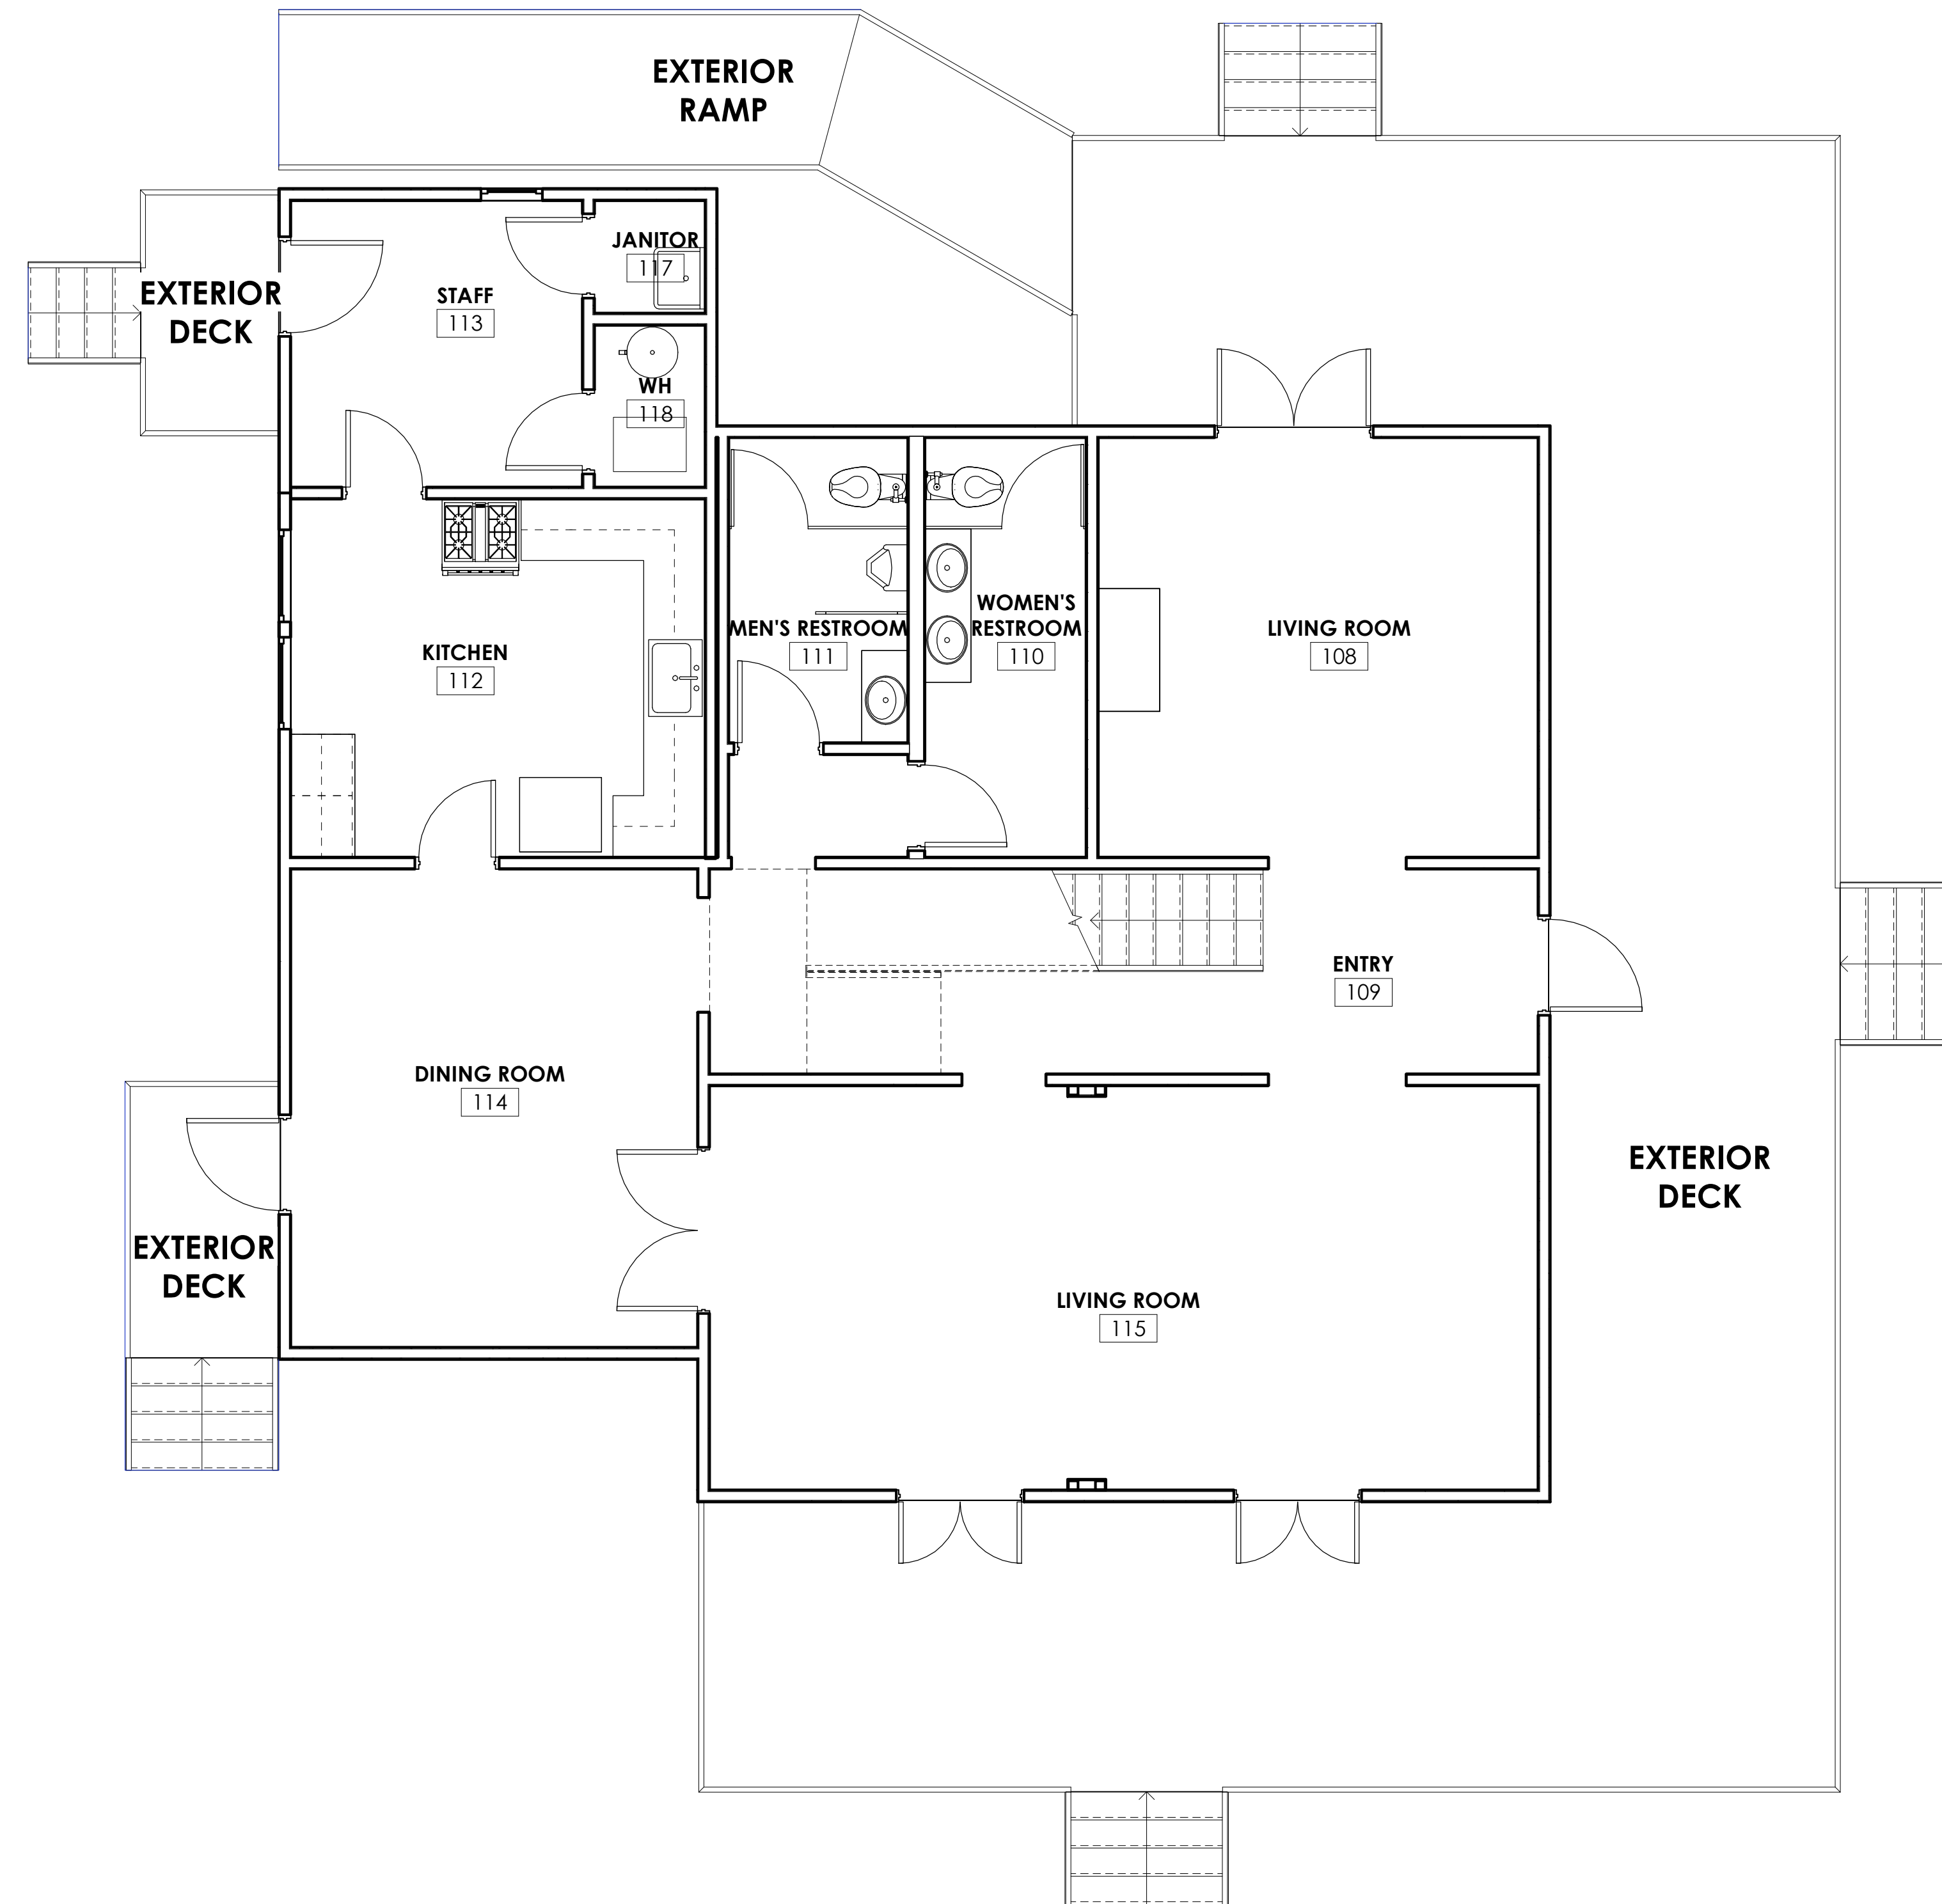 EXTERIOR
RAMP
JANITOR
117
EXTERIOR
DECK
STAFF
113
WH
118
WOMEN'S
RESTROOM
110
MEN'S RESTROOM
111
LIVING ROOM
108
KITCHEN
112
ENTRY
109
DINING ROOM
114
EXTERIOR
DECK
EXTERIOR
DECK
LIVING ROOM
115